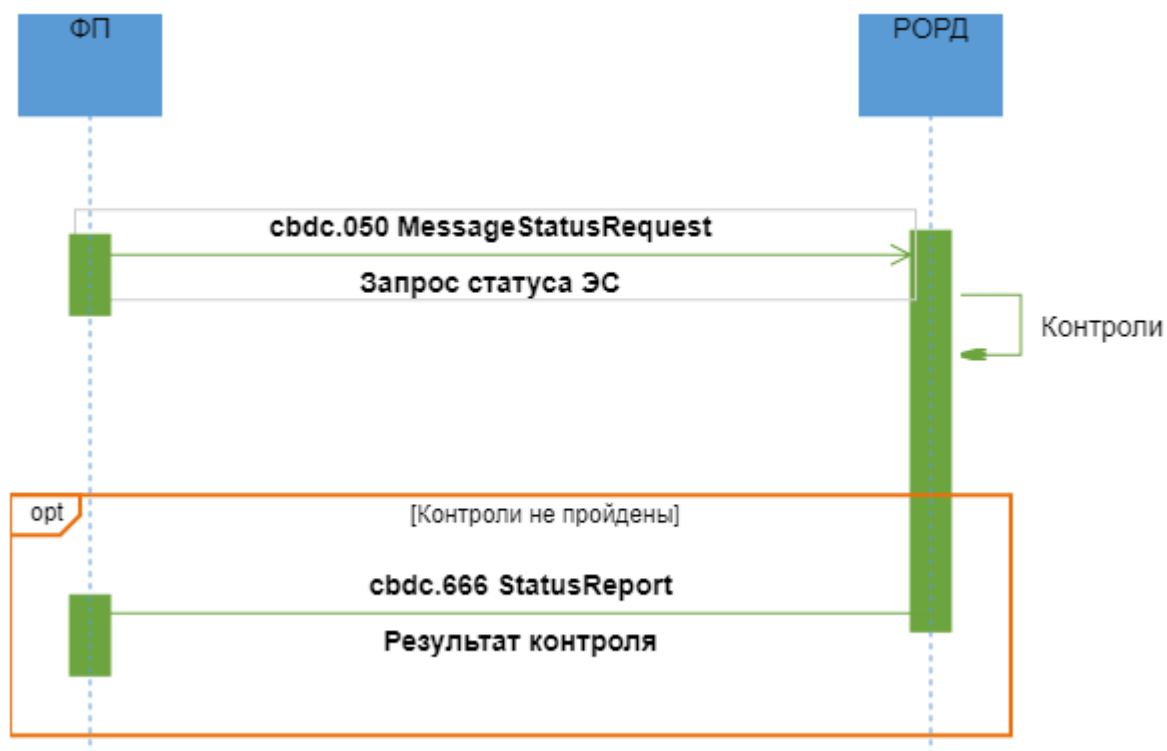 ФП
РОРД
cbdc.050 MessageStatusRequest
Запрос статуса ЭС
Контроли
opt
[Контроли не пройдены]
cbdc.666 StatusReport
Результат контроля